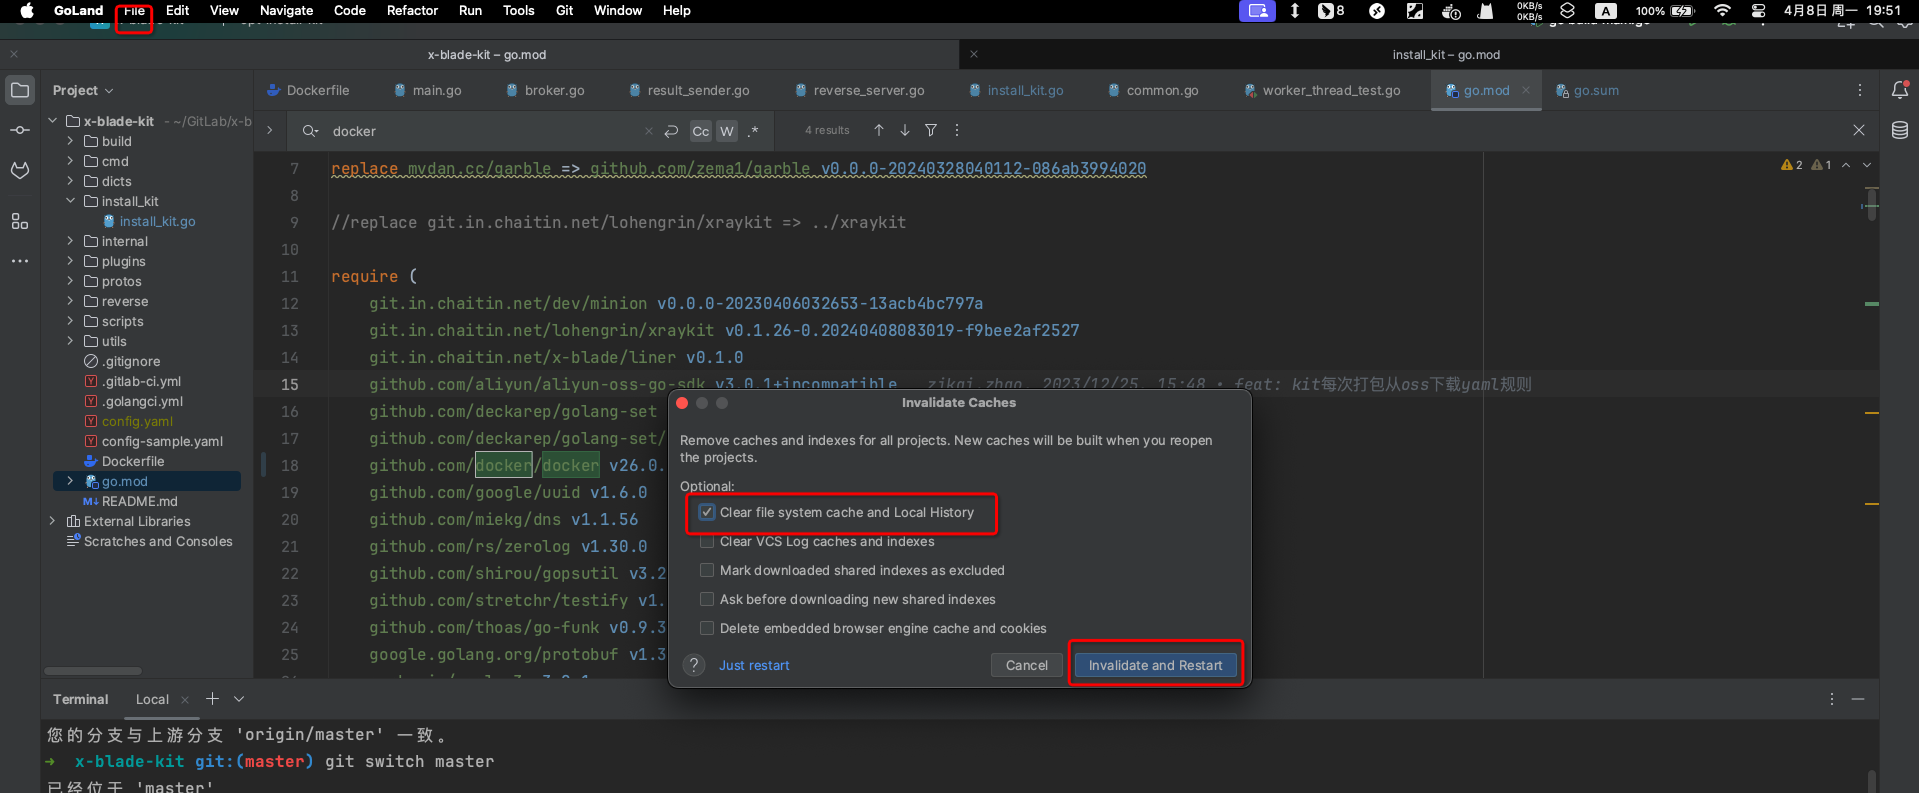 GoLand File Edit View Navigate Code Refactor Run Tools Git Window Help
8 0KB/s 0KB/s A 100% 4月8日 周一 19:51
x-blade-kit – go.mod
install_kit – go.mod
Project
Dockerfile main.go broker.go result_sender.go reverse_server.go install_kit.go common.go worker_thread_test.go go.mod go.sum
docker Cc W .* 4 results
x-blade-kit - ~/GitLab/x-b
build
cmd
dicts
install_kit
install_kit.go
internal
plugins
protos
reverse
scripts
utils
.gitignore
.gitlab-ci.yml
.golangci.yml
config.yaml
config-sample.yaml
Dockerfile
go.mod
README.md
External Libraries
Scratches and Consoles
2 1
7 replace mvdan.cc/garble => github.com/zema1/garble v0.0.0-20240328040112-086ab3994020
8
9 //replace git.in.chaitin.net/lohengrin/xraykit => ../xraykit
10
11 require (
12 git.in.chaitin.net/dev/minion v0.0.0-20230406032653-13acb4bc797a
13 git.in.chaitin.net/lohengrin/xraykit v0.1.26-0.20240408083019-f9bee2af2527
14 git.in.chaitin.net/x-blade/liner v0.1.0
15 github.com/aliyun/aliyun-oss-go-sdk v3.0.1+incompatible zikai.zhao, 2023/12/25, 15:48 • feat: kit每次打包从oss下载yaml规则
16 github.com/deckarep/golang-set
17 github.com/deckarep/golang-set/
18 github.com/docker/docker v26.0.
19 github.com/google/uuid v1.6.0
20 github.com/miekg/dns v1.1.56
21 github.com/rs/zerolog v1.30.0
22 github.com/shirou/gopsutil v3.2
23 github.com/stretchr/testify v1.
24 github.com/thoas/go-funk v0.9.3
25 google.golang.org/protobuf v1.3
Invalidate Caches
Remove caches and indexes for all projects. New caches will be built when you reopen
the projects.
Optional:
Clear file system cache and Local History
Clear VCS Log caches and indexes
Mark downloaded shared indexes as excluded
Ask before downloading new shared indexes
Delete embedded browser engine cache and cookies
? Just restart Cancel Invalidate and Restart
Terminal Local
您的分支与上游分支 'origin/master' 一致。
➜ x-blade-kit git:(master) git switch master
已经位于 'master'